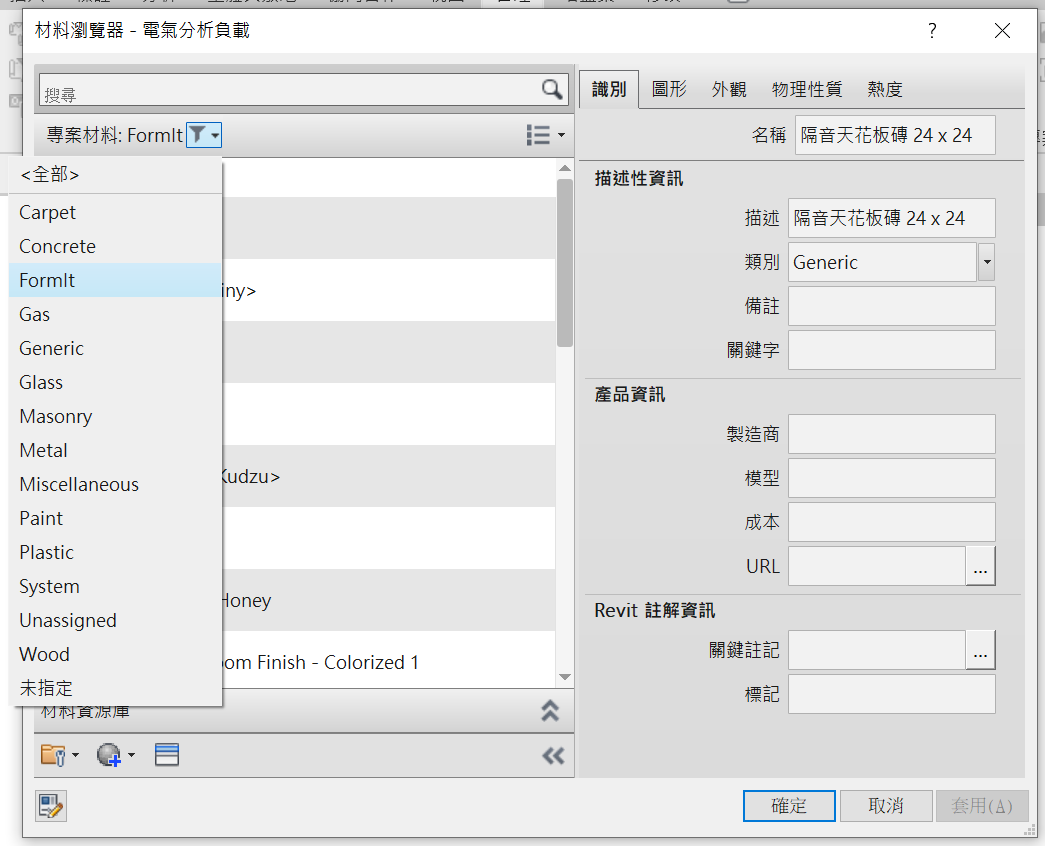 材料瀏覽器 - 電氣分析負載
?
搜尋
專案材料: FormIt
<全部>
Carpet
Concrete
FormIt
Gas
Generic
Glass
Masonry
Metal
Miscellaneous
Paint
Plastic
System
Unassigned
Wood
未指定
iny>
Kudzu>
Honey
oom Finish - Colorized 1
材料資源庫
識別 圖形 外觀 物理性質 熱度
名稱 隔音天花板磚 24 x 24
描述性資訊
描述 隔音天花板磚 24 x 24
類別 Generic
備註
關鍵字
產品資訊
製造商
模型
成本
URL ...
Revit 註解資訊
關鍵註記 ...
標記
確定 取消 套用(A)